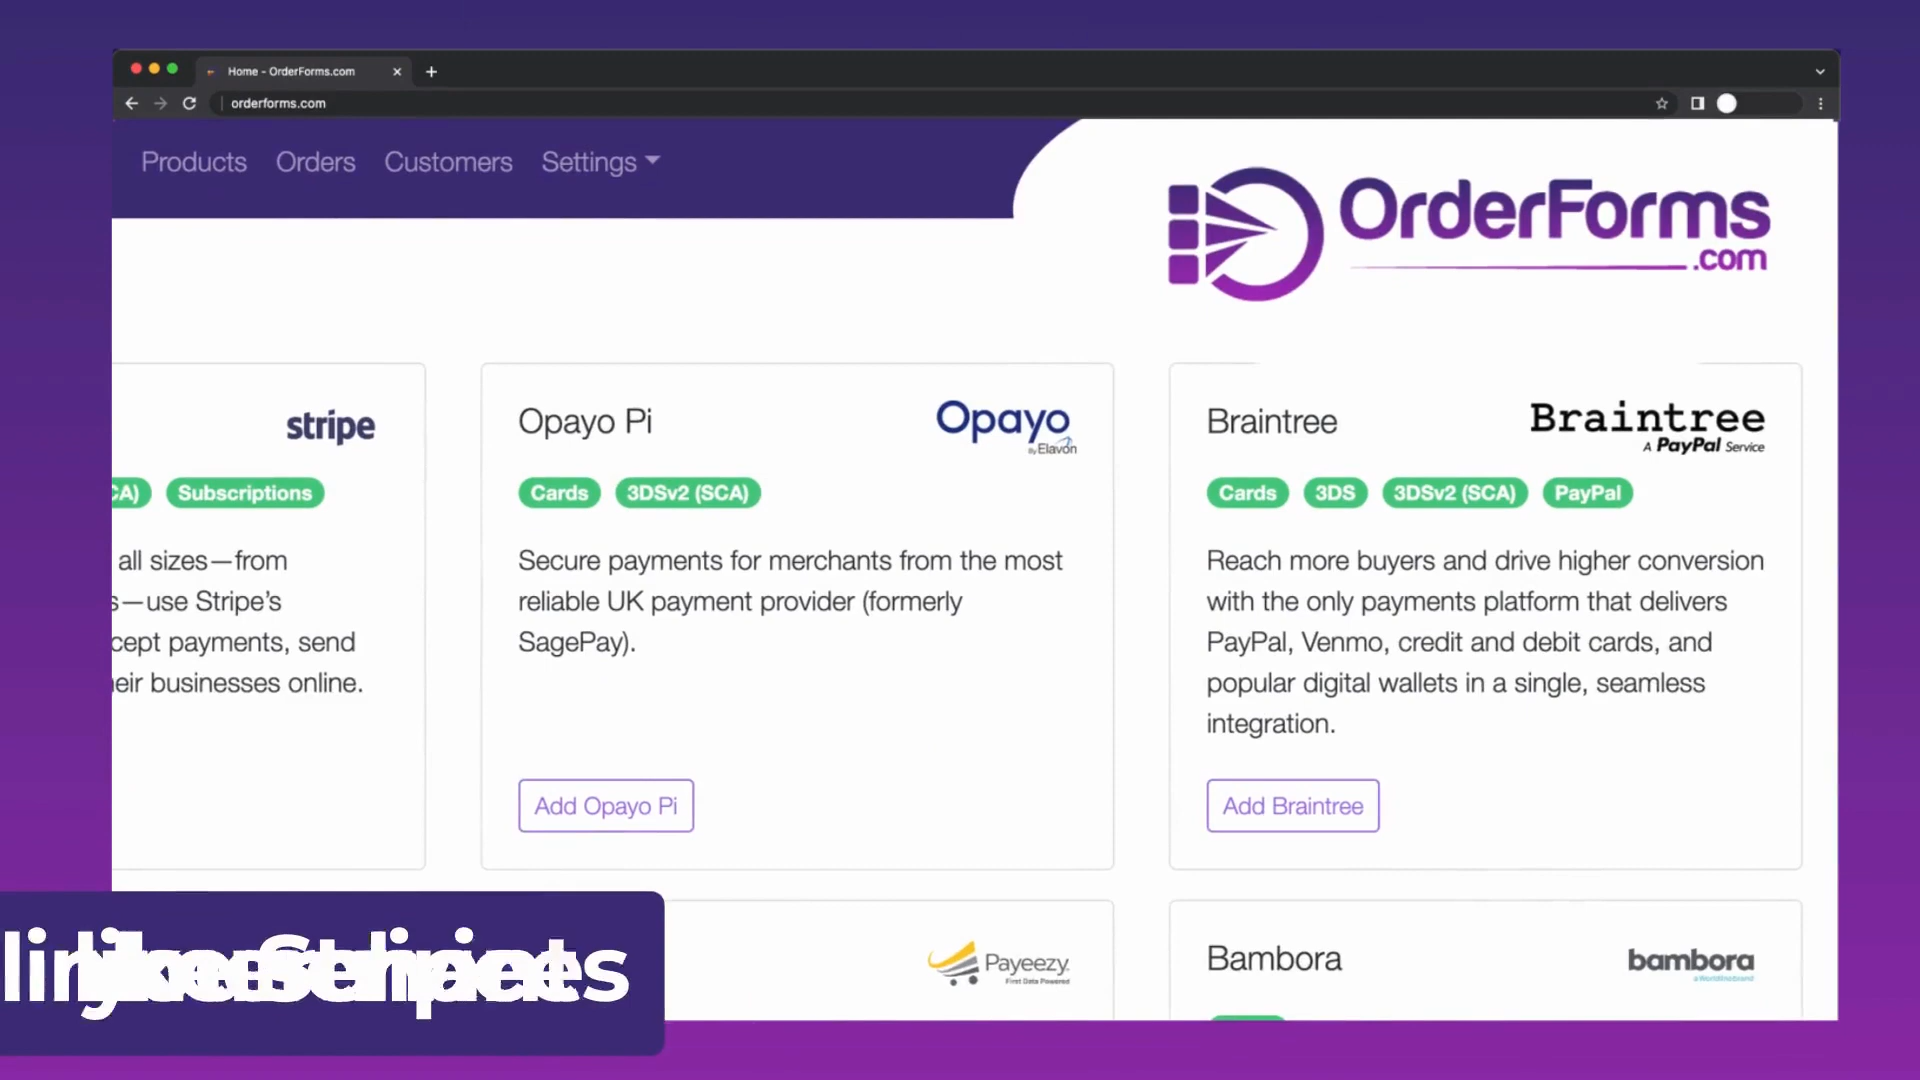 Home - OrderForms.com
orderforms.com
Products Orders Customers Settings
OrderForms
.com
stripe
CA) Subscriptions
all sizes—from
s—use Stripe's
cept payments, send
eir businesses online.
Opayo Pi
Opayo
By Elavon
Cards 3DSv2 (SCA)
Secure payments for merchants from the most
reliable UK payment provider (formerly
SagePay).
Add Opayo Pi
Braintree
Braintree
A PayPal Service
Cards 3DS 3DSv2 (SCA) PayPal
Reach more buyers and drive higher conversion
with the only payments platform that delivers
PayPal, Venmo, credit and debit cards, and
popular digital wallets in a single, seamless
integration.
Add Braintree
Payeezy
First Data Powered
Bambora
bambora